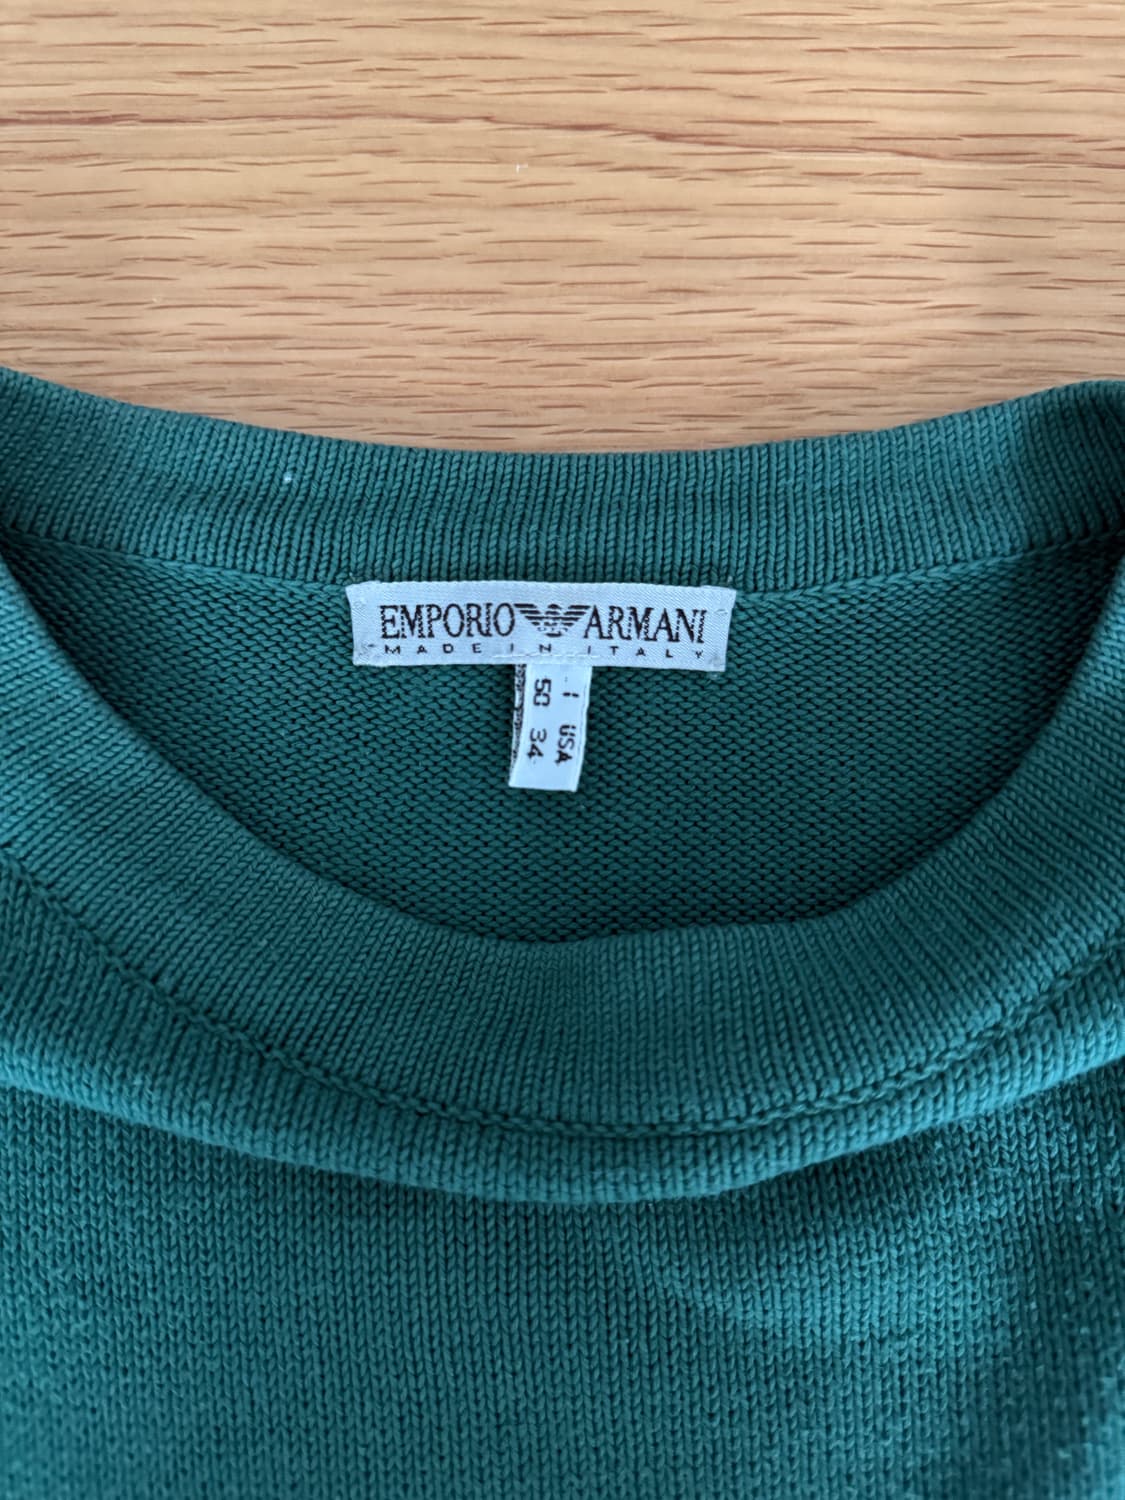 EMPORIO ARMANI
MADE IN ITALY
I USA
50 34